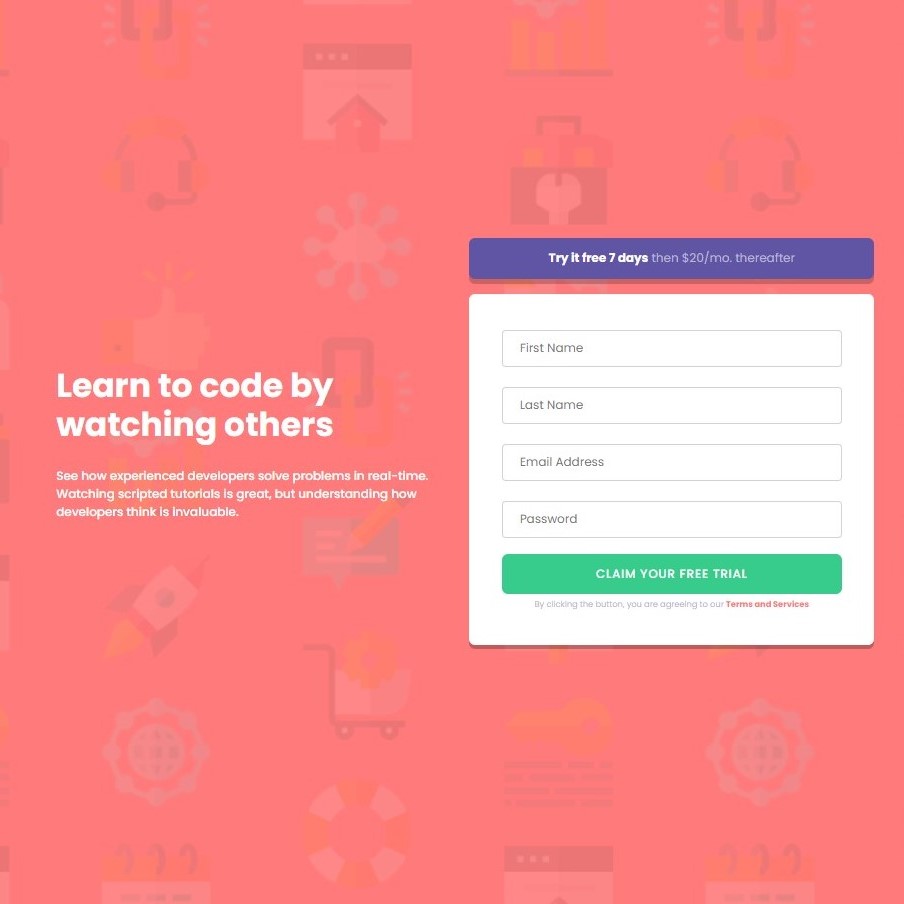 Try it free 7 days then $20/mo. thereafter
Learn to code by
watching others
See how experienced developers solve problems in real-time.
Watching scripted tutorials is great, but understanding how
developers think is invaluable.
First Name
Last Name
Email Address
Password
CLAIM YOUR FREE TRIAL
By clicking the button, you are agreeing to our Terms and Services